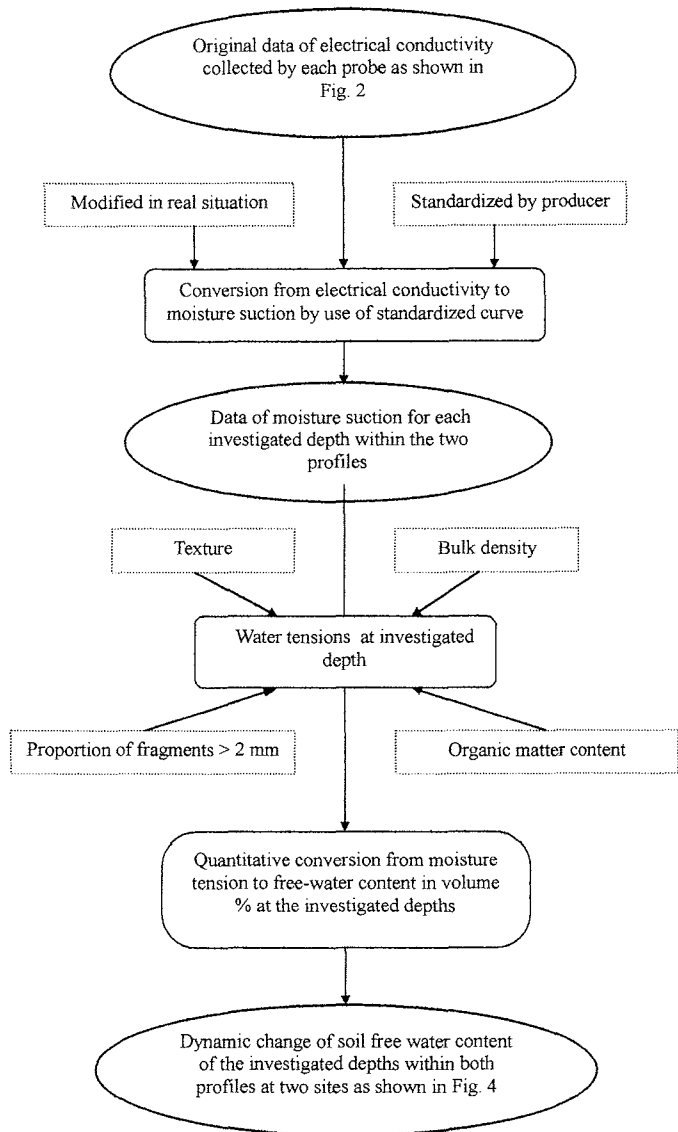 Original data of electrical conductivity
collected by each probe as shown in
Fig. 2
Modified in real situation
Standardized by producer
Conversion from electrical conductivity to
moisture suction by use of standardized curve
Data of moisture suction for each
investigated depth within the two
profiles
Texture
Bulk density
Water tensions at investigated
depth
Proportion of fragments > 2 mm
Organic matter content
Quantitative conversion from moisture
tension to free-water content in volume
% at the investigated depths
Dynamic change of soil free water content
of the investigated depths within both
profiles at two sites as shown in Fig. 4